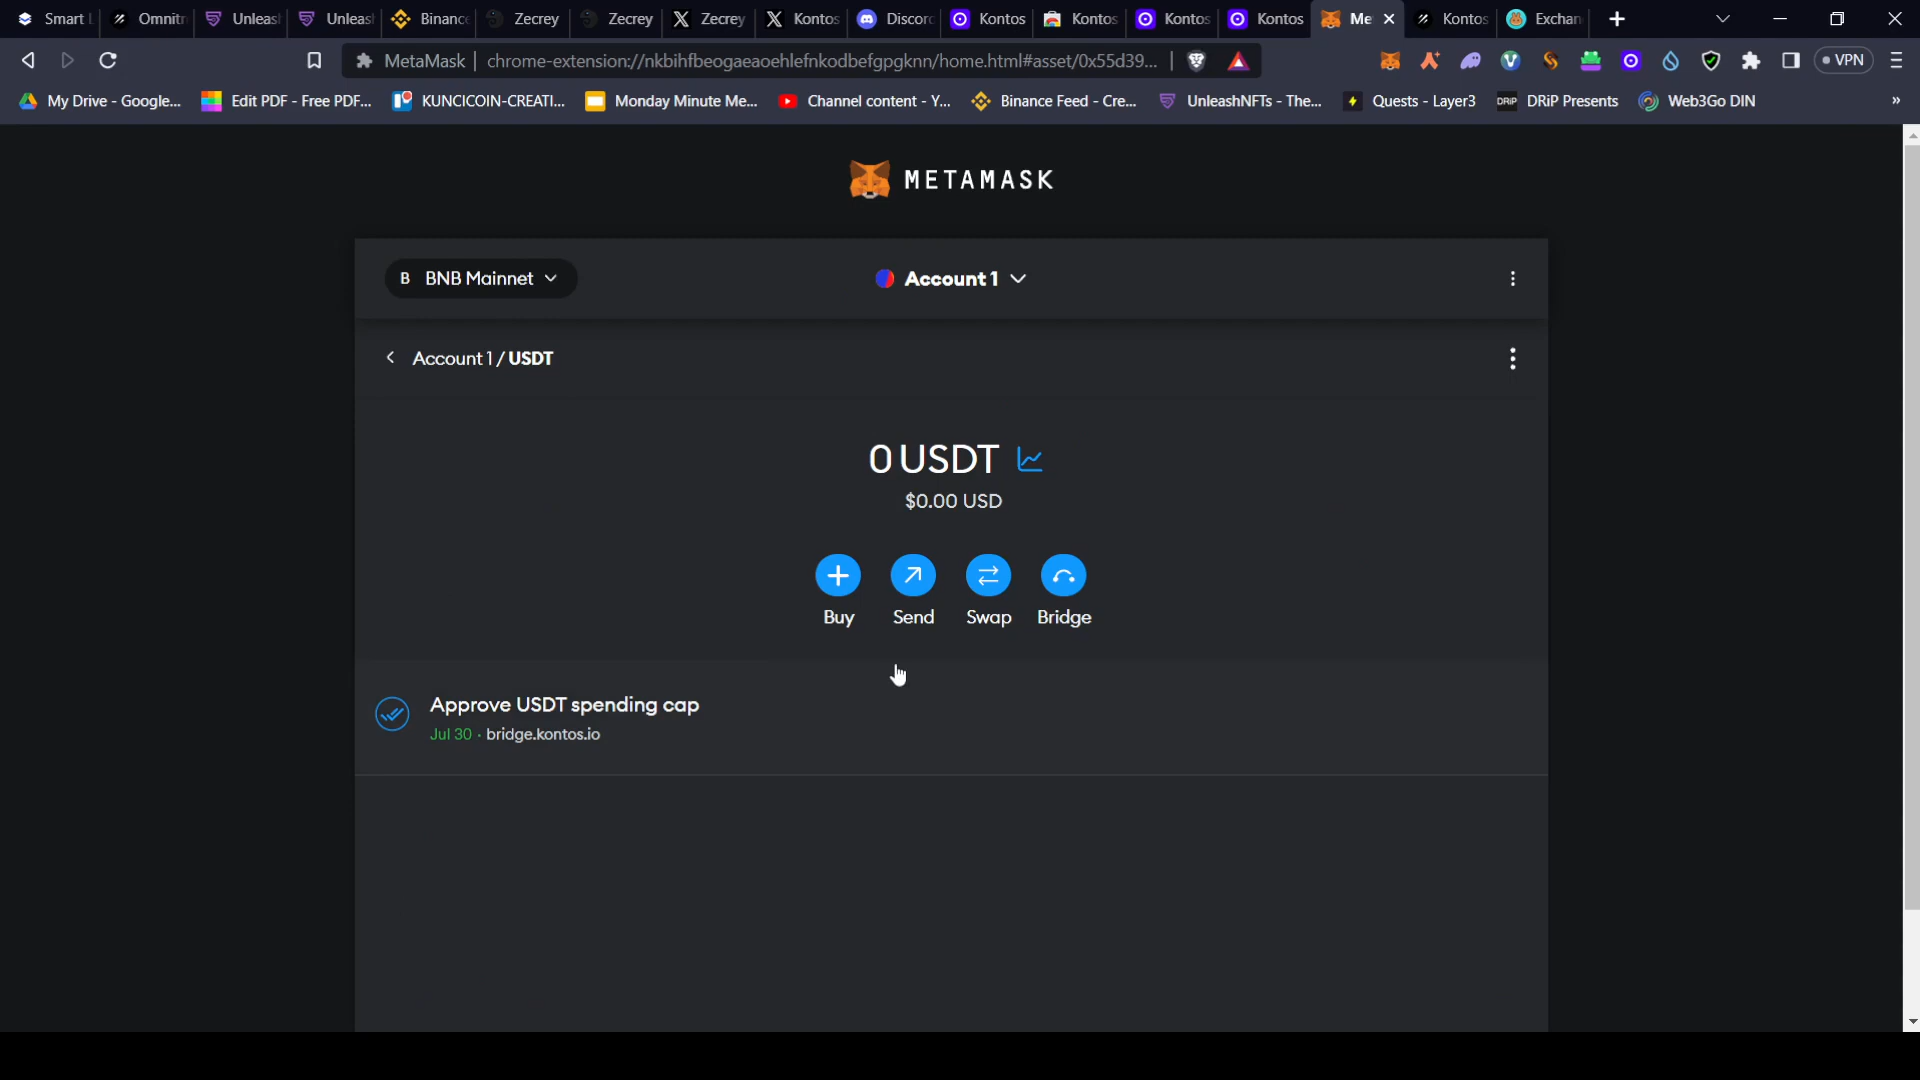 Smart L
Omnitr
Unleas
Unleas
Binanc
Zecrey
Zecrey
Zecrey
Kontos
Discor
Kontos
Kontos
Kontos
Kontos
Me
Kontos
Exchan
MetaMask
chrome-extension://nkbihfbeogaeaoehlefnkodbefgpgknn/home.html#asset/0x55d39...
VPN
My Drive - Google...
Edit PDF - Free PDF...
KUNCICOIN-CREATI...
Monday Minute Me...
Channel content - Y...
Binance Feed - Cre...
UnleashNFTs - The...
Quests - Layer3
DRiP
DRiP Presents
Web3Go DIN
»
METAMASK
B BNB Mainnet
Account 1
Account 1 / USDT
0 USDT
$0.00 USD
Buy
Send
Swap
Bridge
Approve USDT spending cap
Jul 30 · bridge.kontos.io